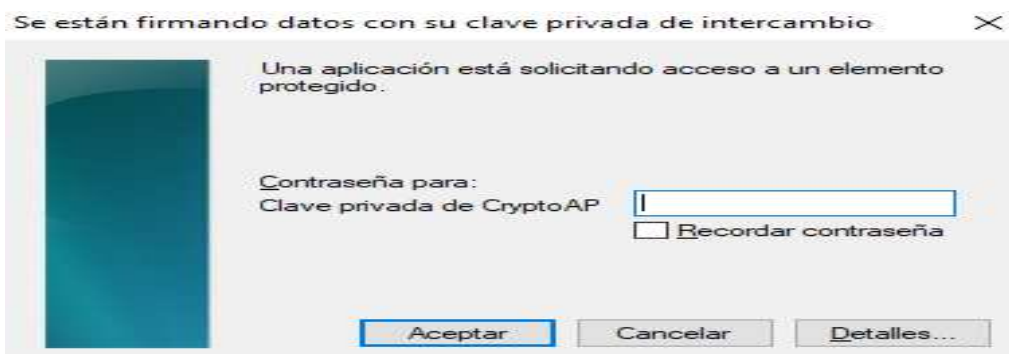 Se están firmando datos con su clave privada de intercambio
Una aplicación está solicitando acceso a un elemento
protegido.
Contraseña para:
Clave privada de CryptoAP
Recordar contraseña
Aceptar Cancelar Detalles...